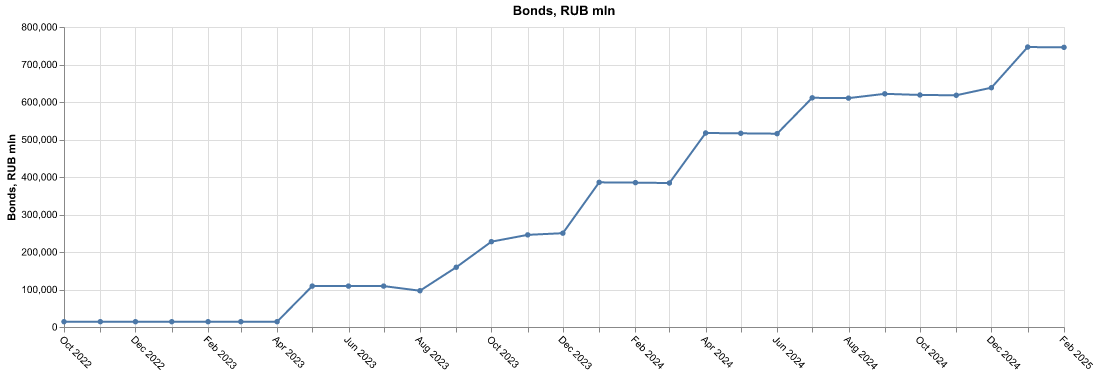 Bonds, RUB mln
Bonds, RUB mln
800,000
700,000
600,000
500,000
400,000
300,000
200,000
100,000
0
Oct 2022
Dec 2022
Feb 2023
Apr 2023
Jun 2023
Aug 2023
Oct 2023
Dec 2023
Feb 2024
Apr 2024
Jun 2024
Aug 2024
Oct 2024
Dec 2024
Feb 2025